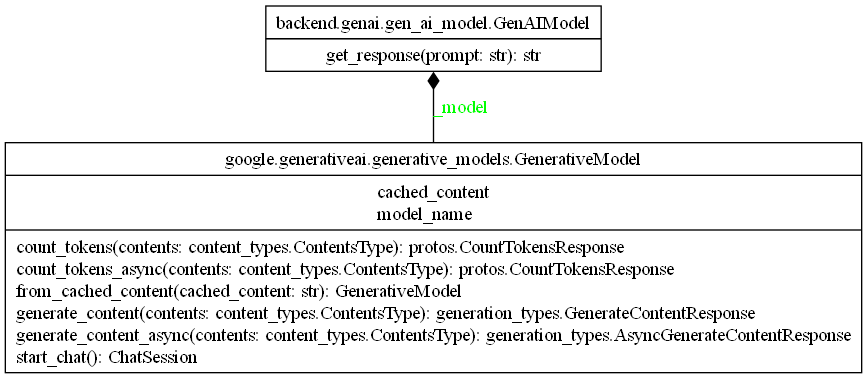 backend.genai.gen_ai_model.GenAIModel
get_response(prompt: str): str
_model
google.generativeai.generative_models.GenerativeModel
cached_content
model_name
count_tokens(contents: content_types.ContentsType): protos.CountTokensResponse
count_tokens_async(contents: content_types.ContentsType): protos.CountTokensResponse
from_cached_content(cached_content: str): GenerativeModel
generate_content(contents: content_types.ContentsType): generation_types.GenerateContentResponse
generate_content_async(contents: content_types.ContentsType): generation_types.AsyncGenerateContentResponse
start_chat(): ChatSession